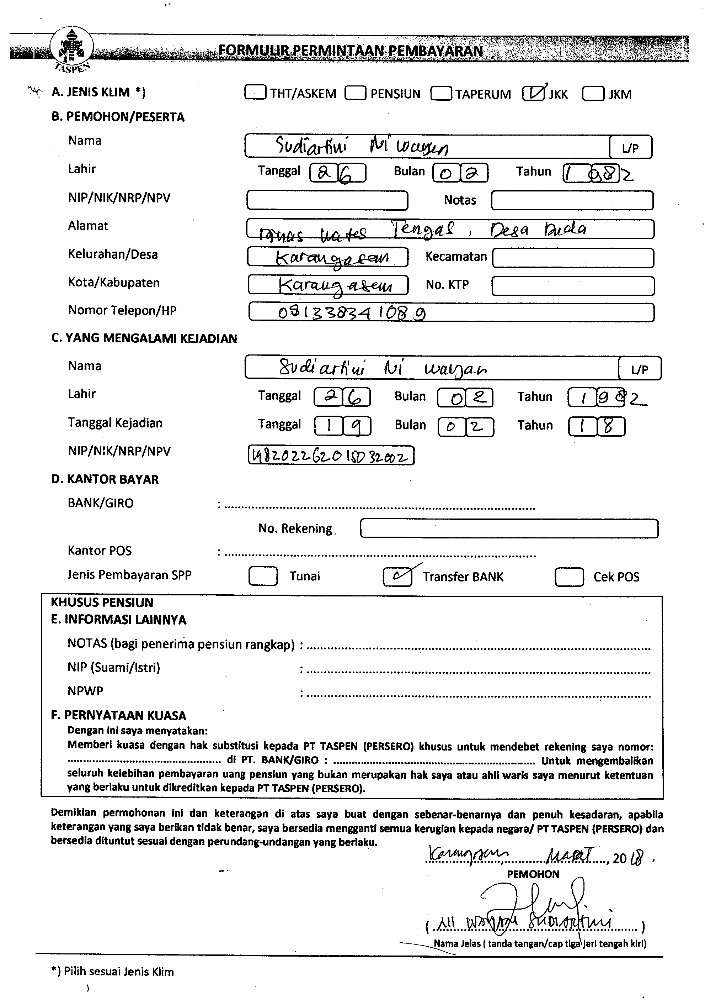 TASPEN
FORMULIR PERMINTAAN PEMBAYARAN
A. JENIS KLIM *) THT/ASKEM PENSIUN TAPERUM JKK JKM
B. PEMOHON/PESERTA
Nama Sudiartini Ni Wayan L/P
Lahir Tanggal 26 Bulan 02 Tahun 1982
NIP/NIK/NRP/NPV Notas
Alamat Wates Tengah, Desa Duda
Kelurahan/Desa Karangasem Kecamatan
Kota/Kabupaten Karangasem No. KTP
Nomor Telepon/HP 081338341089
C. YANG MENGALAMI KEJADIAN
Nama Sudiartini Ni Wayan L/P
Lahir Tanggal 26 Bulan 02 Tahun 1982
Tanggal Kejadian Tanggal 19 Bulan 02 Tahun 18
NIP/NIK/NRP/NPV 198202262015032002
D. KANTOR BAYAR
BANK/GIRO :
No. Rekening
Kantor POS :
Jenis Pembayaran SPP Tunai Transfer BANK Cek POS
KHUSUS PENSIUN
E. INFORMASI LAINNYA
NOTAS (bagi penerima pensiun rangkap) :
NIP (Suami/Istri) :
NPWP :
F. PERNYATAAN KUASA
Dengan ini saya menyatakan:
Memberi kuasa dengan hak substitusi kepada PT TASPEN (PERSERO) khusus untuk mendebet rekening saya nomor:
di PT. BANK/GIRO : Untuk mengembalikan
seluruh kelebihan pembayaran uang pensiun yang bukan merupakan hak saya atau ahli waris saya menurut ketentuan
yang berlaku untuk dikreditkan kepada PT TASPEN (PERSERO).
Demikian permohonan ini dan keterangan di atas saya buat dengan sebenar-benarnya dan penuh kesadaran, apabila
keterangan yang saya berikan tidak benar, saya bersedia mengganti semua kerugian kepada negara/ PT TASPEN (PERSERO) dan
bersedia dituntut sesuai dengan perundang-undangan yang berlaku.
Karangasem, Maret, 2018
PEMOHON
( Ni Wayan Sudiartini )
Nama Jelas ( tanda tangan/cap tiga jari tengah kiri)
*) Pilih sesuai Jenis Klim